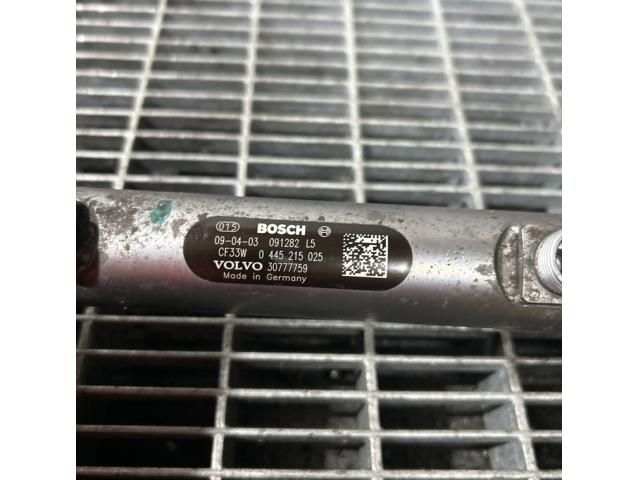 015 BOSCH
09-04-03 091282 L5
CF33W 0 445 215 025
VOLVO 30777759
Made in Germany